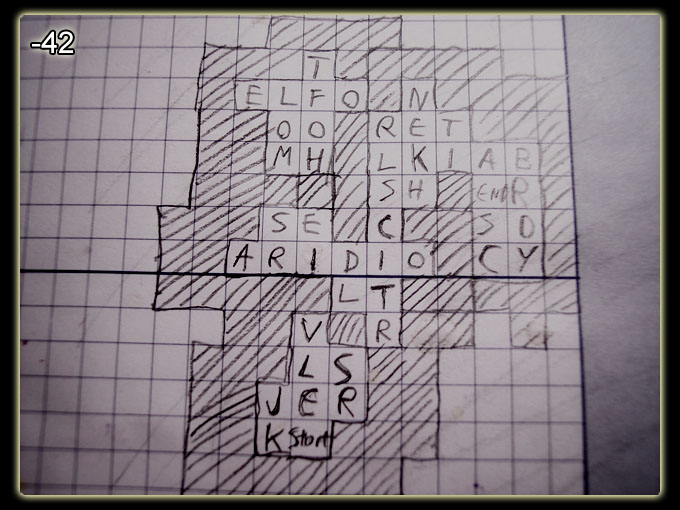 -42
T
E L F O N
O O R E T
M H L K I A B
S H END R
S E C S D
A R I D I O C Y
L T
V R
L S
J E R
K Start